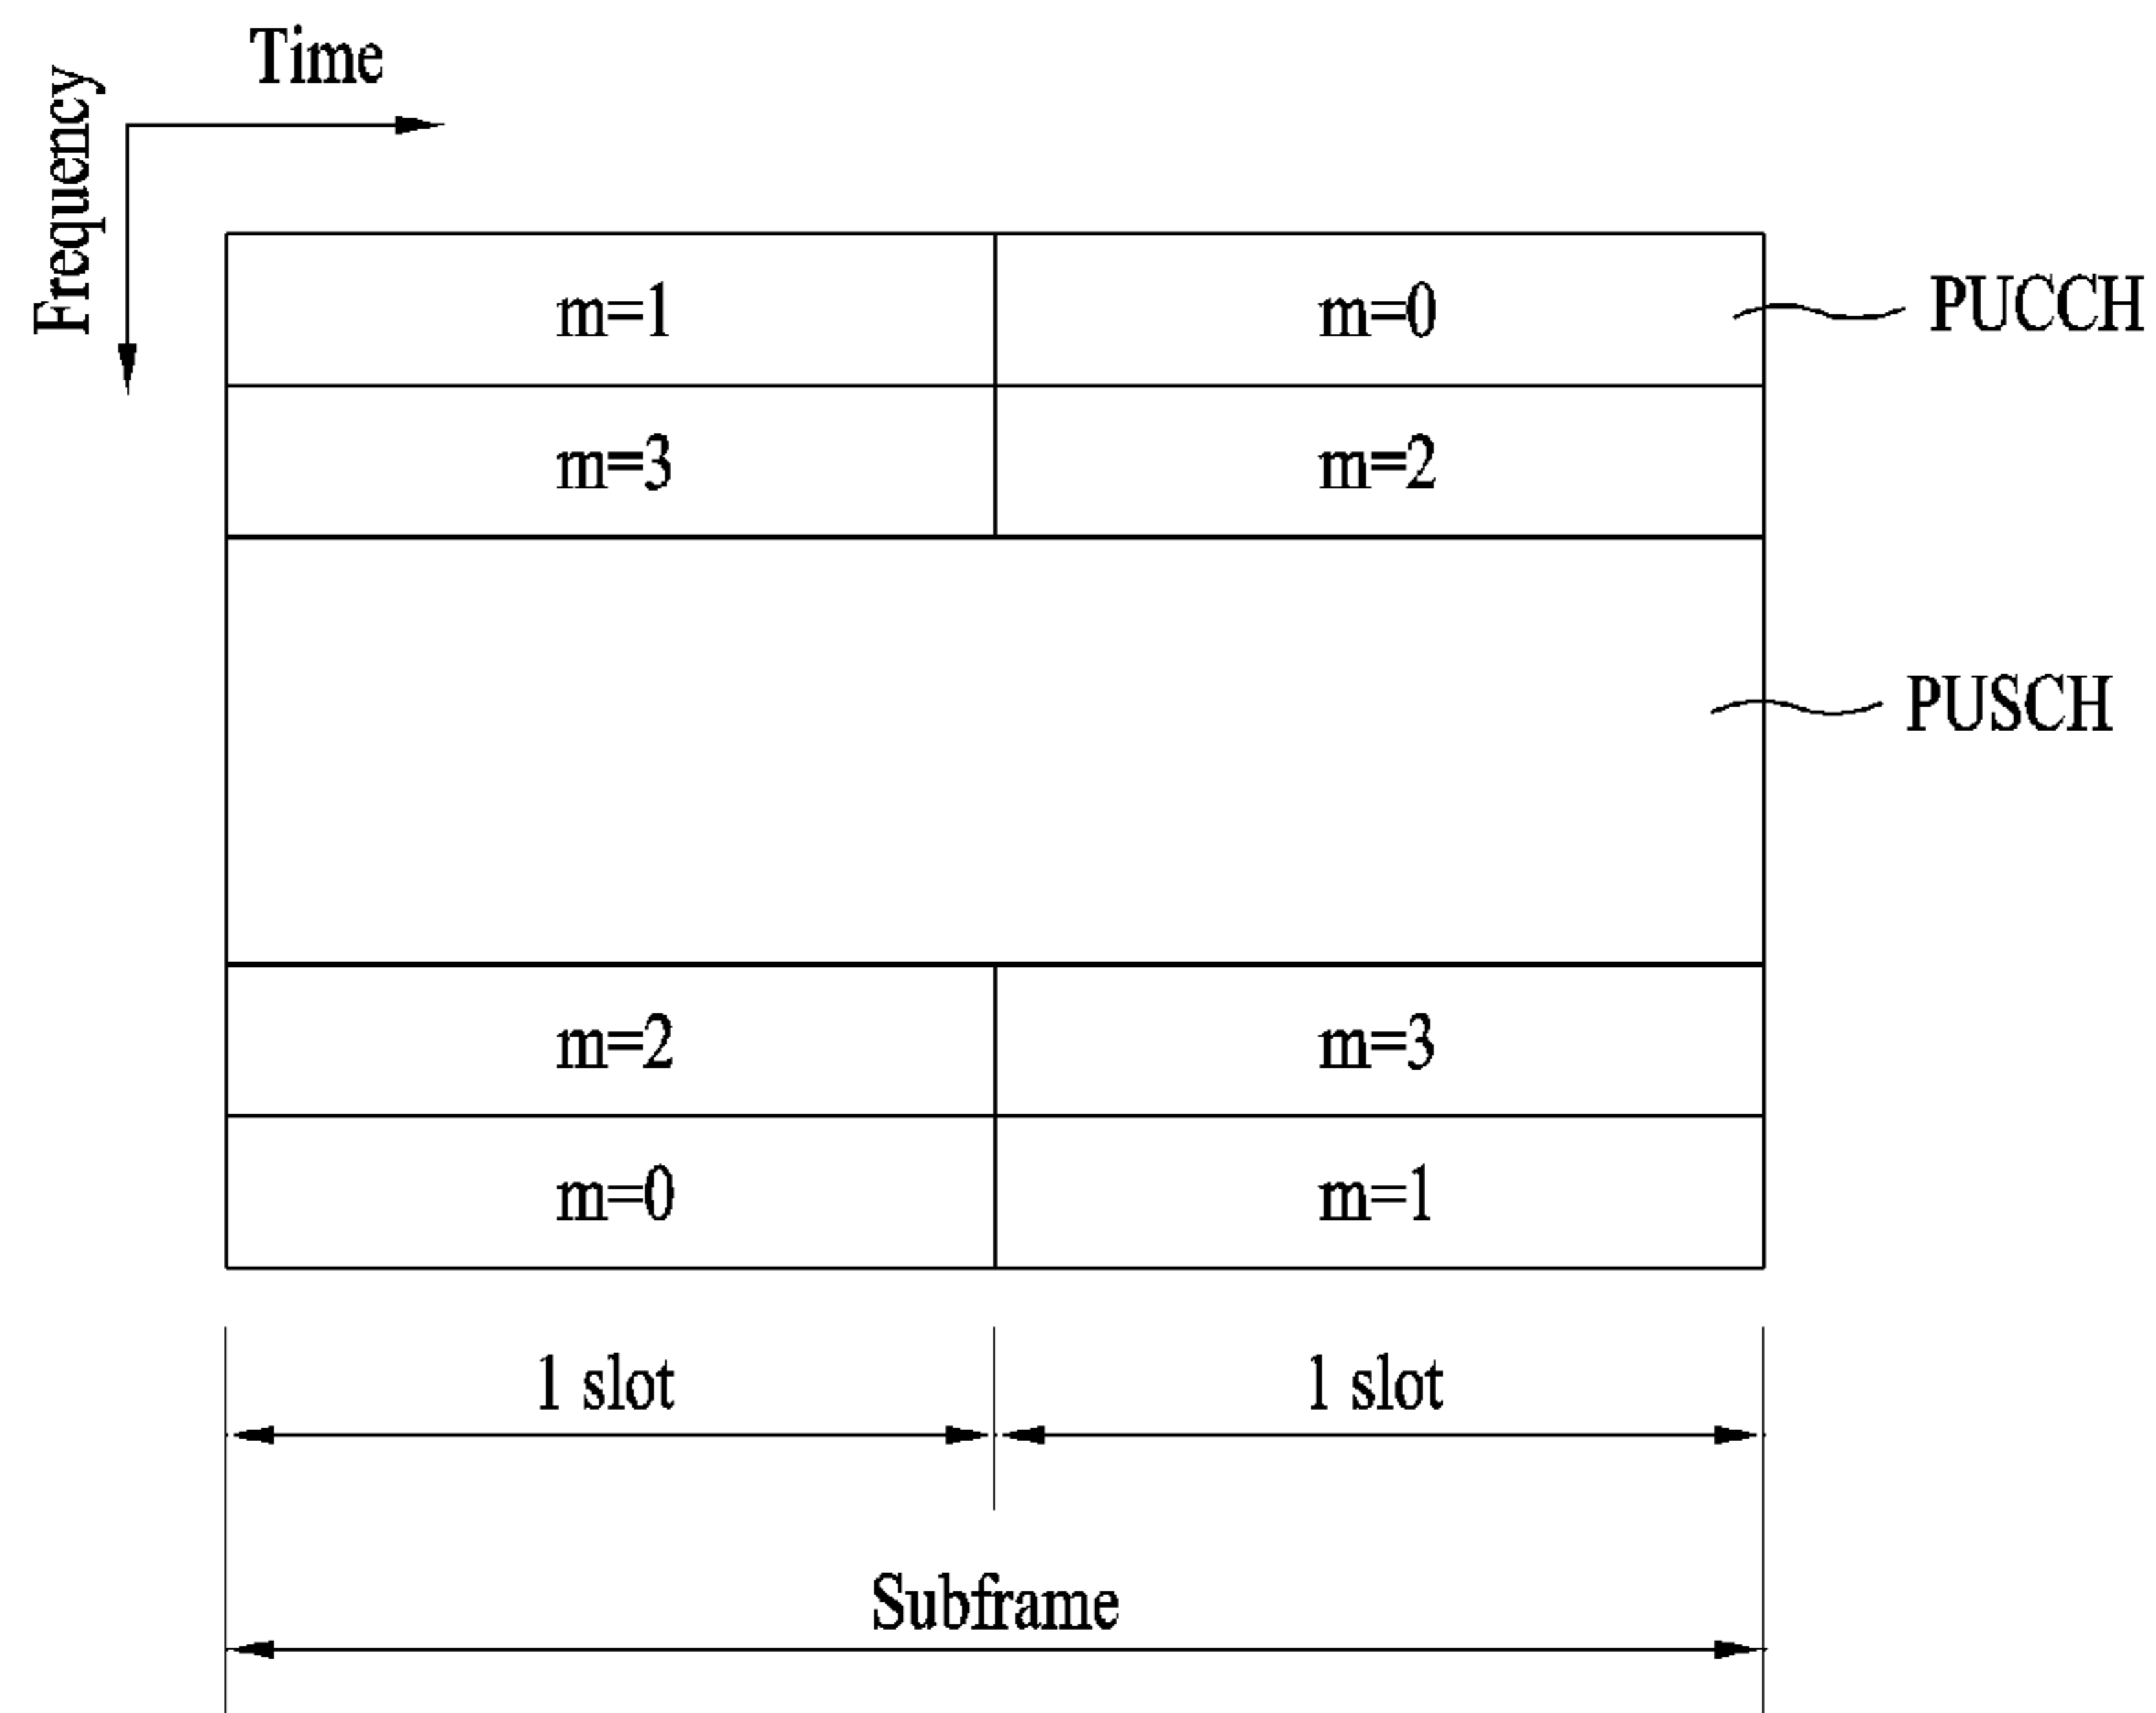 Time
Frequency
m=1 m=0
PUCCH
m=3 m=2
PUSCH
m=2 m=3
m=0 m=1
1 slot 1 slot
Subframe